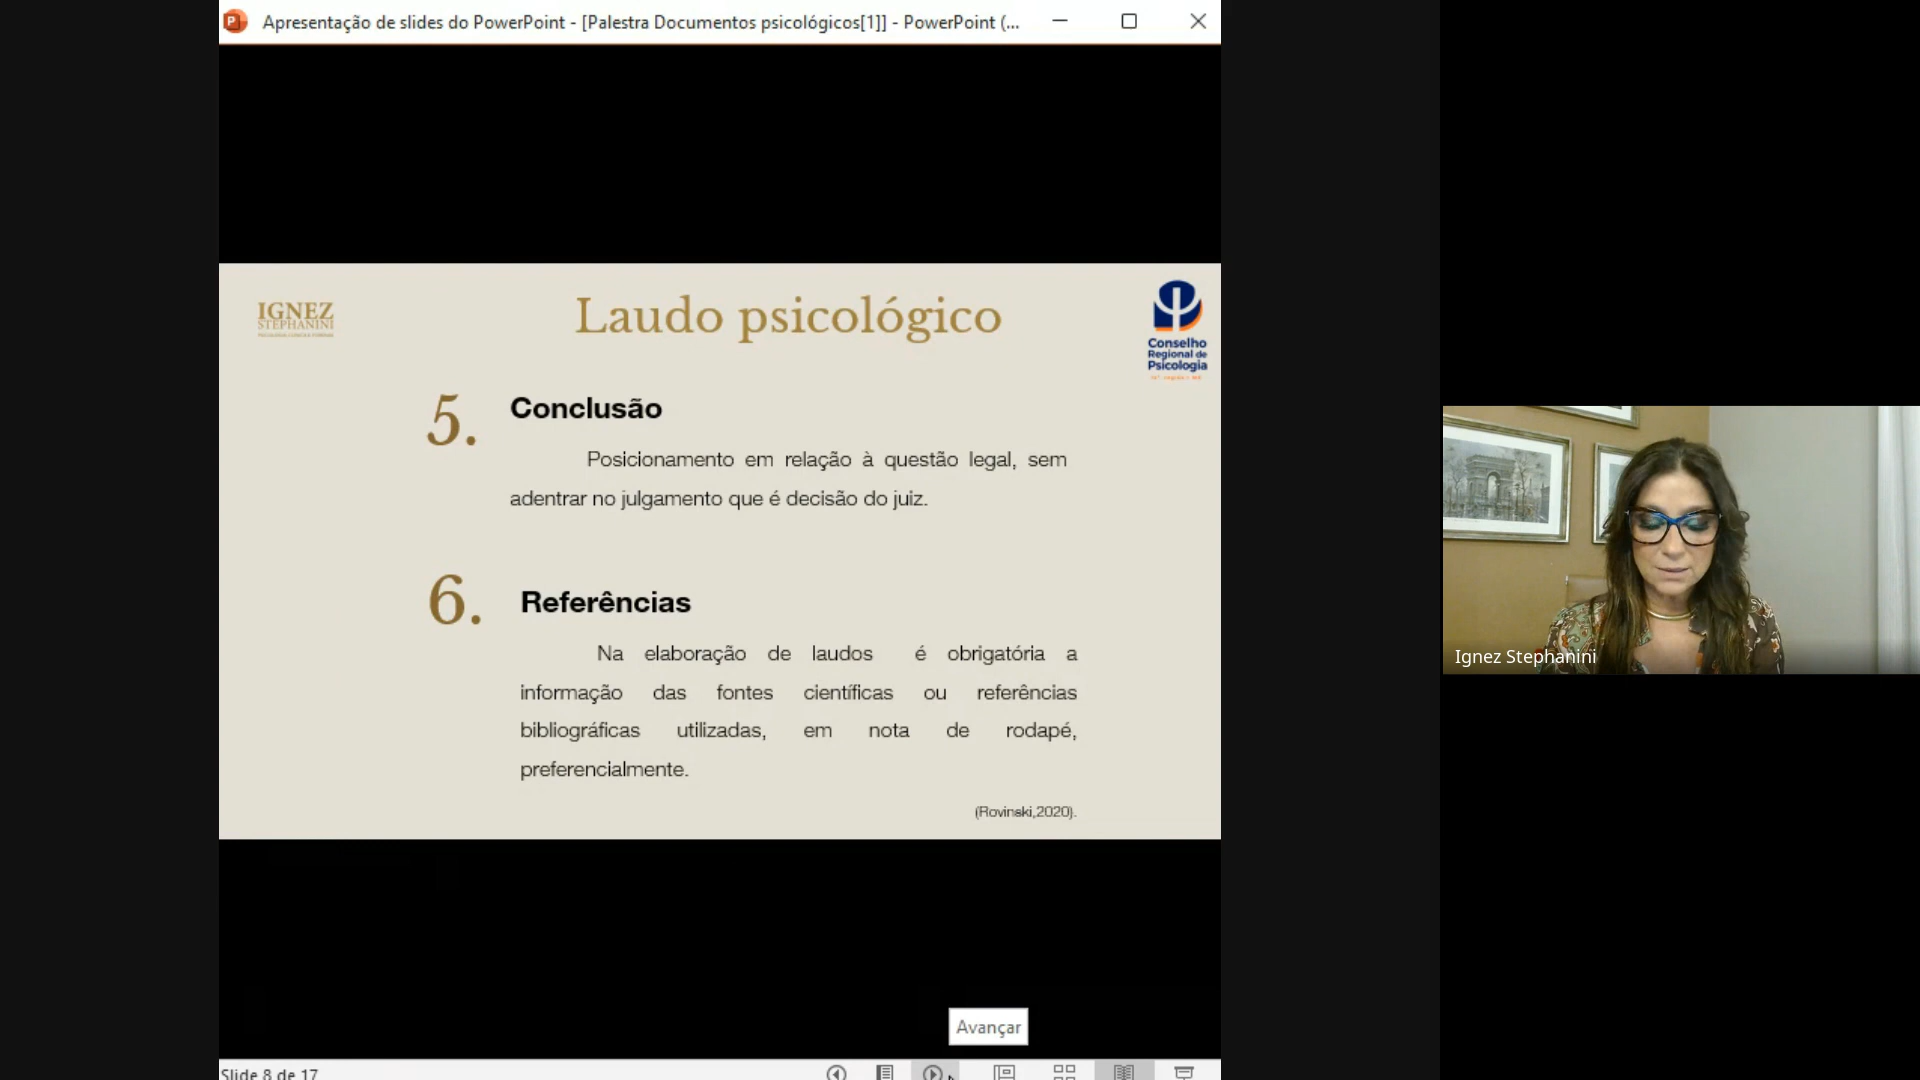 Apresentação de slides do PowerPoint - [Palestra Documentos psicológicos[1]] - PowerPoint (...
IGNEZ
STEPHANINI
Laudo psicológico
Conselho
Regional de
Psicologia
5.
Conclusão
Posicionamento em relação à questão legal, sem
adentrar no julgamento que é decisão do juiz.
6.
Referências
Na elaboração de laudos é obrigatória a
informação das fontes científicas ou referências
bibliográficas utilizadas, em nota de rodapé,
preferencialmente.
(Rovinski,2020).
Ignez Stephanini
Avançar
Slide 8 de 17